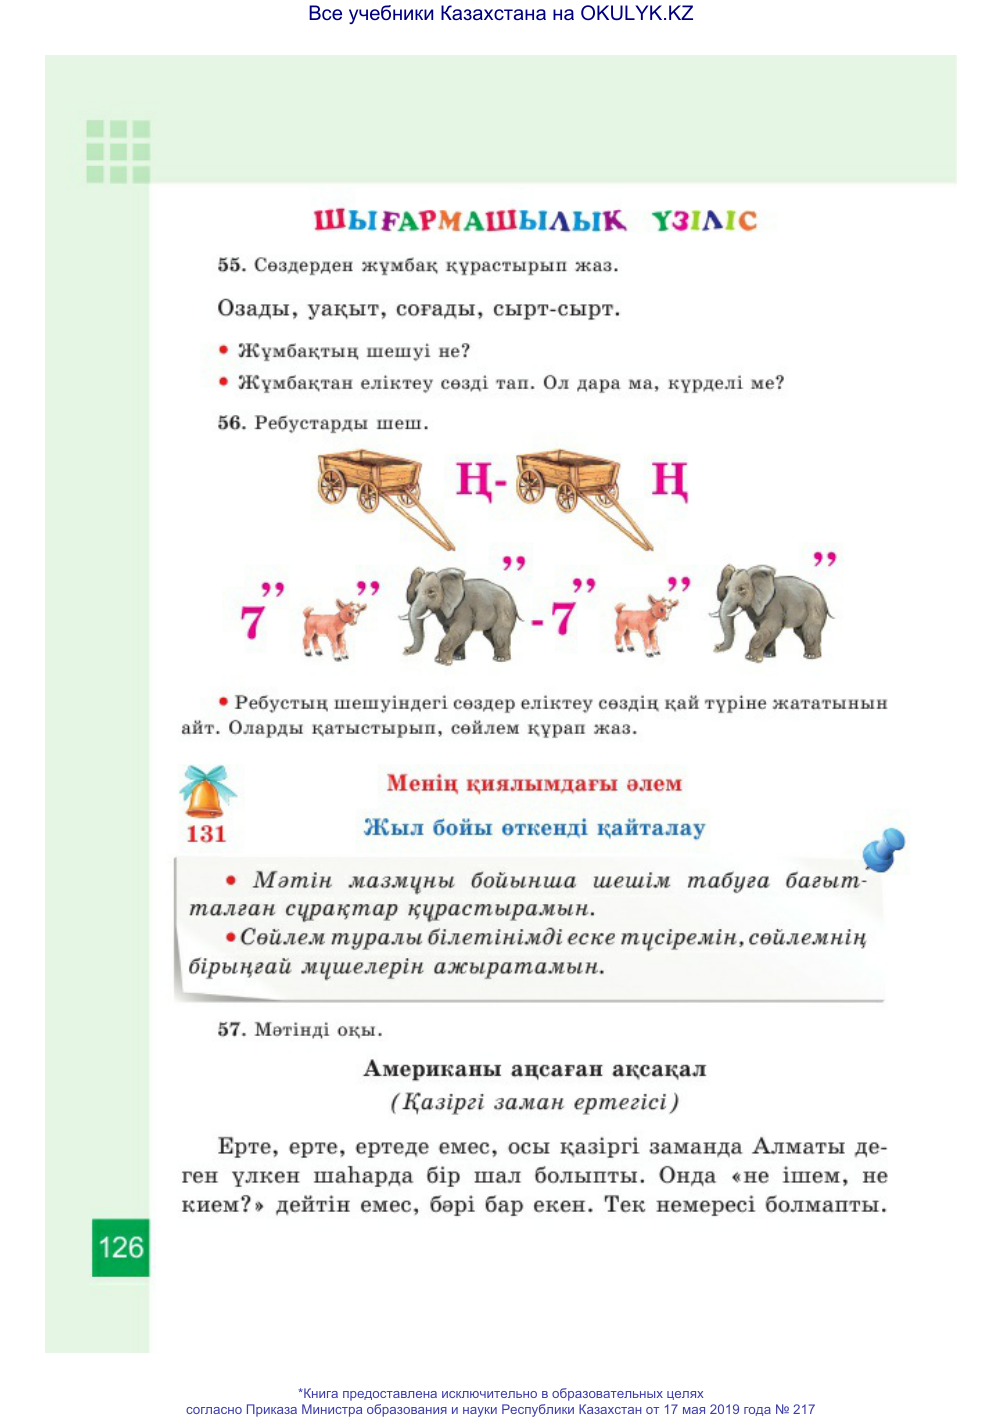 Все учебники Казахстана на OKULYK.KZ
ШЫҒАРМАШЫЛЫҚ ҮЗІЛІС
55. Сөздерден жұмбақ құрастырып жаз.
Озады, уақыт, соғады, сырт-сырт.
• Жұмбақтың шешуі не?
• Жұмбақтан еліктеу сөзді тап. Ол дара ма, күрделі ме?
56. Ребустарды шеш.
Ң- Ң
7” ” ” -7” ” ”
• Ребустың шешуіндегі сөздер еліктеу сөздің қай түріне жататынын
айт. Оларды қатыстырып, сөйлем құрап жаз.
Менің қиялымдағы әлем
131
Жыл бойы өткенді қайталау
• Мәтін мазмұны бойынша шешім табуға бағыт-
талған сұрақтар құрастырамын.
• Сөйлем туралы білетінімді еске түсіремін, сөйлемнің
бірыңғай мүшелерін ажыратамын.
57. Мәтінді оқы.
Американы аңсаған ақсақал
(Қазіргі заман ертегісі)
Ерте, ерте, ертеде емес, осы қазіргі заманда Алматы де-
ген үлкен шаһарда бір шал болыпты. Онда «не ішем, не
кием?» дейтін емес, бәрі бар екен. Тек немересі болмапты.
126
*Книга предоставлена исключительно в образовательных целях
согласно Приказа Министра образования и науки Республики Казахстан от 17 мая 2019 года № 217